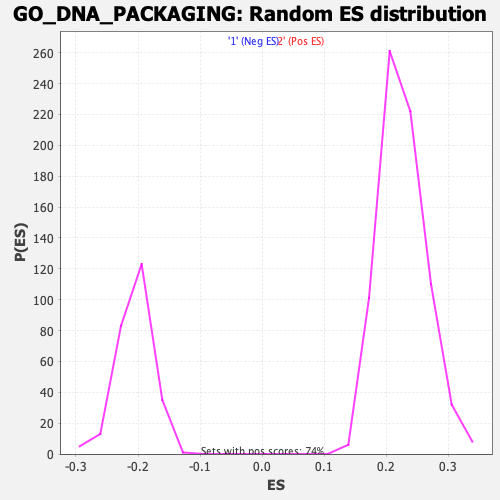 GO_DNA_PACKAGING: Random ES distribution
'1' (Neg ES) 2' (Pos ES)
260
240
220
200
180
160
140
120
100
80
60
40
20
0
P(ES)
Sets with pos scores: 74%
-0.3 -0.2 -0.1 0.0 0.1 0.2 0.3
ES